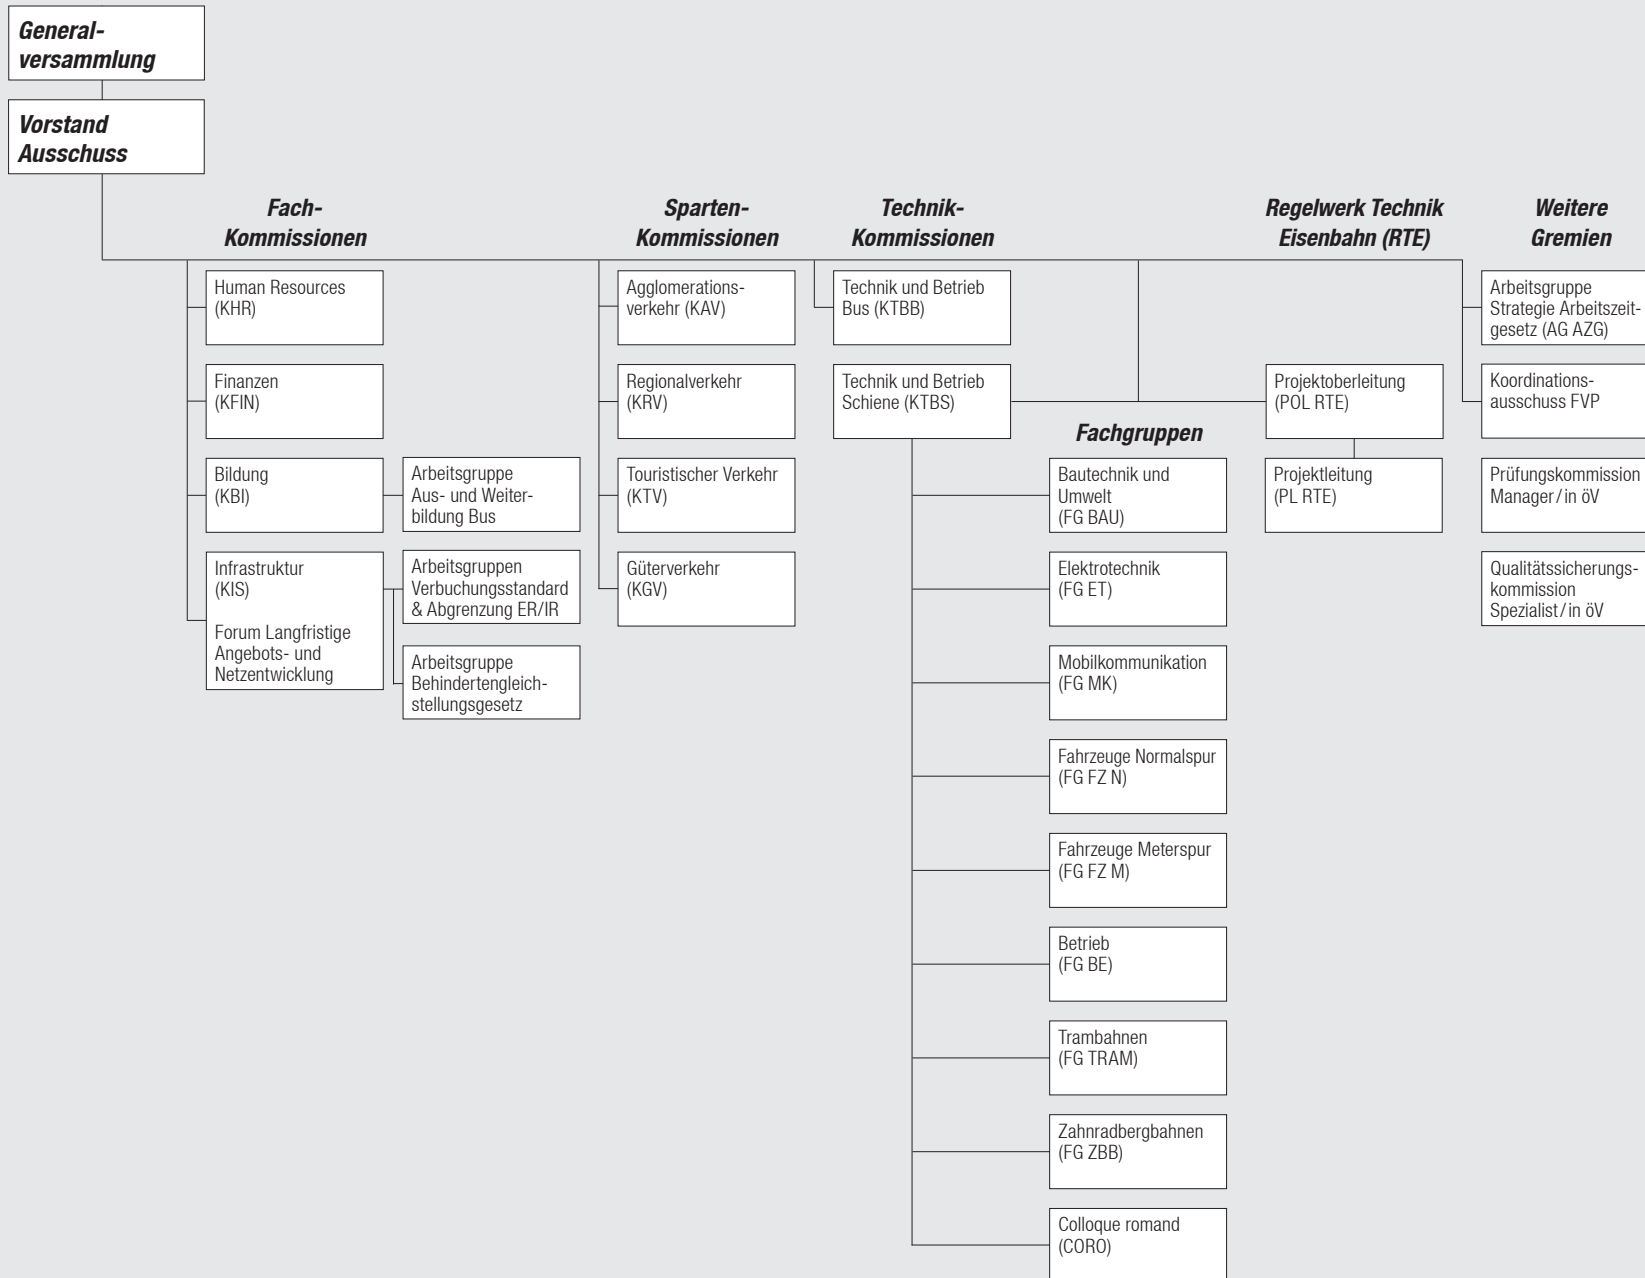 General-
versammlung
Vorstand
Ausschuss
Fach-
Kommissionen
Human Resources
(KHR)
Finanzen
(KFIN)
Bildung
(KBI)
Arbeitsgruppe
Aus- und Weiter-
bildung Bus
Infrastruktur
(KIS)
Forum Langfristige
Angebots- und
Netzentwicklung
Arbeitsgruppen
Verbuchungsstandard
& Abgrenzung ER/IR
Arbeitsgruppe
Behindertengleich-
stellungsgesetz
Sparten-
Kommissionen
Agglomerations-
verkehr (KAV)
Regionalverkehr
(KRV)
Touristischer Verkehr
(KTV)
Güterverkehr
(KGV)
Technik-
Kommissionen
Technik und Betrieb
Bus (KTBB)
Technik und Betrieb
Schiene (KTBS)
Fachgruppen
Bautechnik und
Umwelt
(FG BAU)
Elektrotechnik
(FG ET)
Mobilkommunikation
(FG MK)
Fahrzeuge Normalspur
(FG FZ N)
Fahrzeuge Meterspur
(FG FZ M)
Betrieb
(FG BE)
Trambahnen
(FG TRAM)
Zahnradbergbahnen
(FG ZBB)
Colloque romand
(CORO)
Regelwerk Technik
Eisenbahn (RTE)
Projektoberleitung
(POL RTE)
Projektleitung
(PL RTE)
Weitere
Gremien
Arbeitsgruppe
Strategie Arbeitszeit-
gesetz (AG AZG)
Koordinations-
ausschuss FVP
Prüfungskommission
Manager/in öV
Qualitätssicherungs-
kommission
Spezialist/in öV